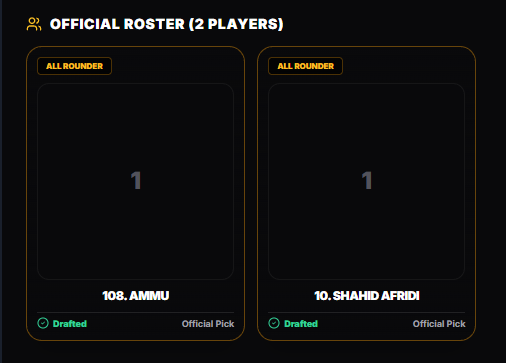 OFFICIAL ROSTER (2 PLAYERS)
ALL ROUNDER
1
108. AMMU
Drafted
Official Pick
ALL ROUNDER
1
10. SHAHID AFRIDI
Drafted
Official Pick